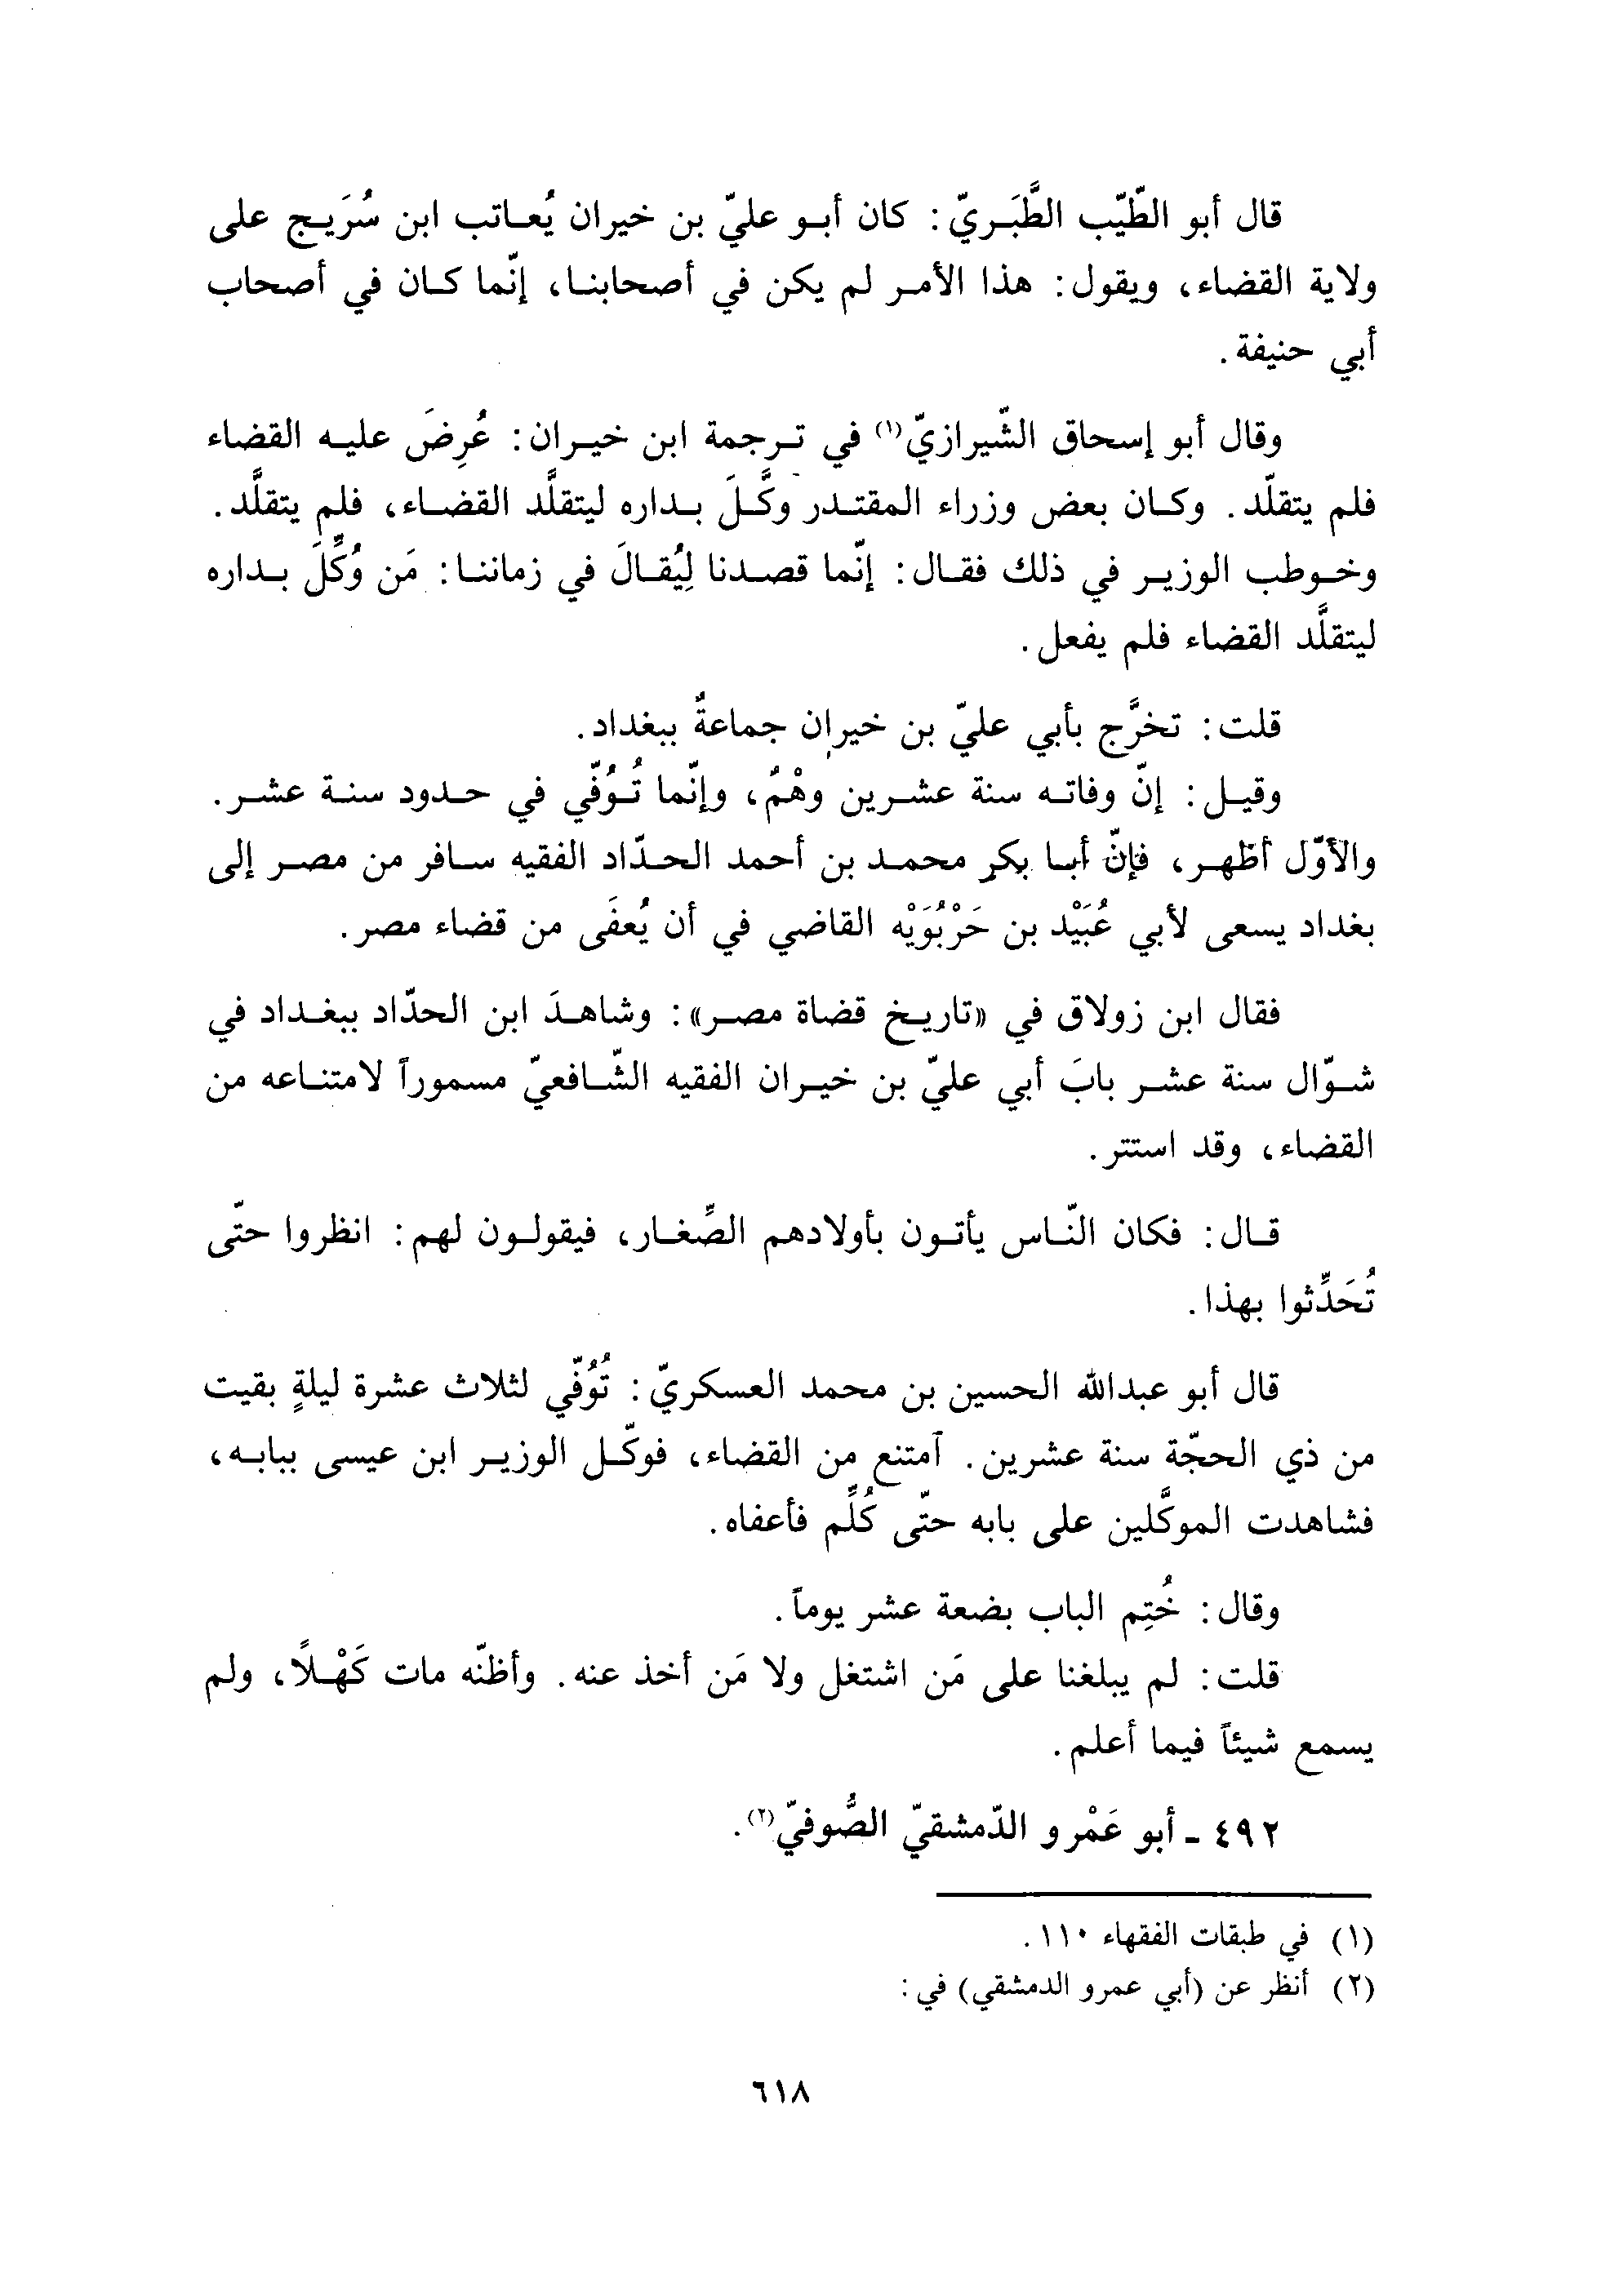 قال أبو الطّيّب الطَّبَريّ: كان أبو عليّ بن خيران يُعاتب ابن سُرَيج على
ولاية القضاء، ويقول: هذا الأمر لم يكن في أصحابنا، إنّما كان في أصحاب
أبي حنيفة.
وقال أبو إسحاق الشّيرازيّ(١) في ترجمة ابن خيران: عُرِضَ عليه القضاء
فلم يتقلّد. وكان بعض وزراء المقتدر وكَّلَ بداره ليتقلَّد القضاء، فلم يتقلَّد.
وخوطب الوزير في ذلك فقال: إنّما قصدنا لِيُقالَ في زماننا: مَن وُكِّلَ بداره
ليتقلَّد القضاء فلم يفعل.
قلت: تخرَّج بأبي عليّ بن خيران جماعةٌ ببغداد.
وقيل: إنّ وفاته سنة عشرين وهْمٌ، وإنّما تُوُفّي في حدود سنة عشر.
والأوّل أظهر، فإنّ أبا بكر محمد بن أحمد الحدّاد الفقيه سافر من مصر إلى
بغداد يسعى لأبي عُبَيْد بن حَرْبُوَيْه القاضي في أن يُعفَى من قضاء مصر.
فقال ابن زولاق في «تاريخ قضاة مصر»: وشاهدَ ابن الحدّاد ببغداد في
شوّال سنة عشر بابَ أبي عليّ بن خيران الفقيه الشّافعيّ مسموراً لامتناعه من
القضاء، وقد استتر.
قال: فكان النّاس يأتون بأولادهم الصِّغار، فيقولون لهم: انظروا حتّى
تُحَدِّثوا بهذا.
قال أبو عبدالله الحسين بن محمد العسكريّ: تُوُفّي لثلاث عشرة ليلةٍ بقيت
من ذي الحجّة سنة عشرين. آمتنع من القضاء، فوكّل الوزير ابن عيسى ببابه،
فشاهدت الموكَّلين على بابه حتّى كُلِّم فأعفاه.
وقال: خُتِم الباب بضعة عشر يوماً.
قلت: لم يبلغنا على مَن اشتغل ولا مَن أخذ عنه. وأظنّه مات كَهْلاً، ولم
يسمع شيئاً فيما أعلم.
٤٩٢ ـ أبو عَمْرو الدّمشقيّ الصُّوفيّ(٢).
(١) في طبقات الفقهاء ١١٠.
(٢) أنظر عن (أبي عمرو الدمشقي) في:
٦١٨